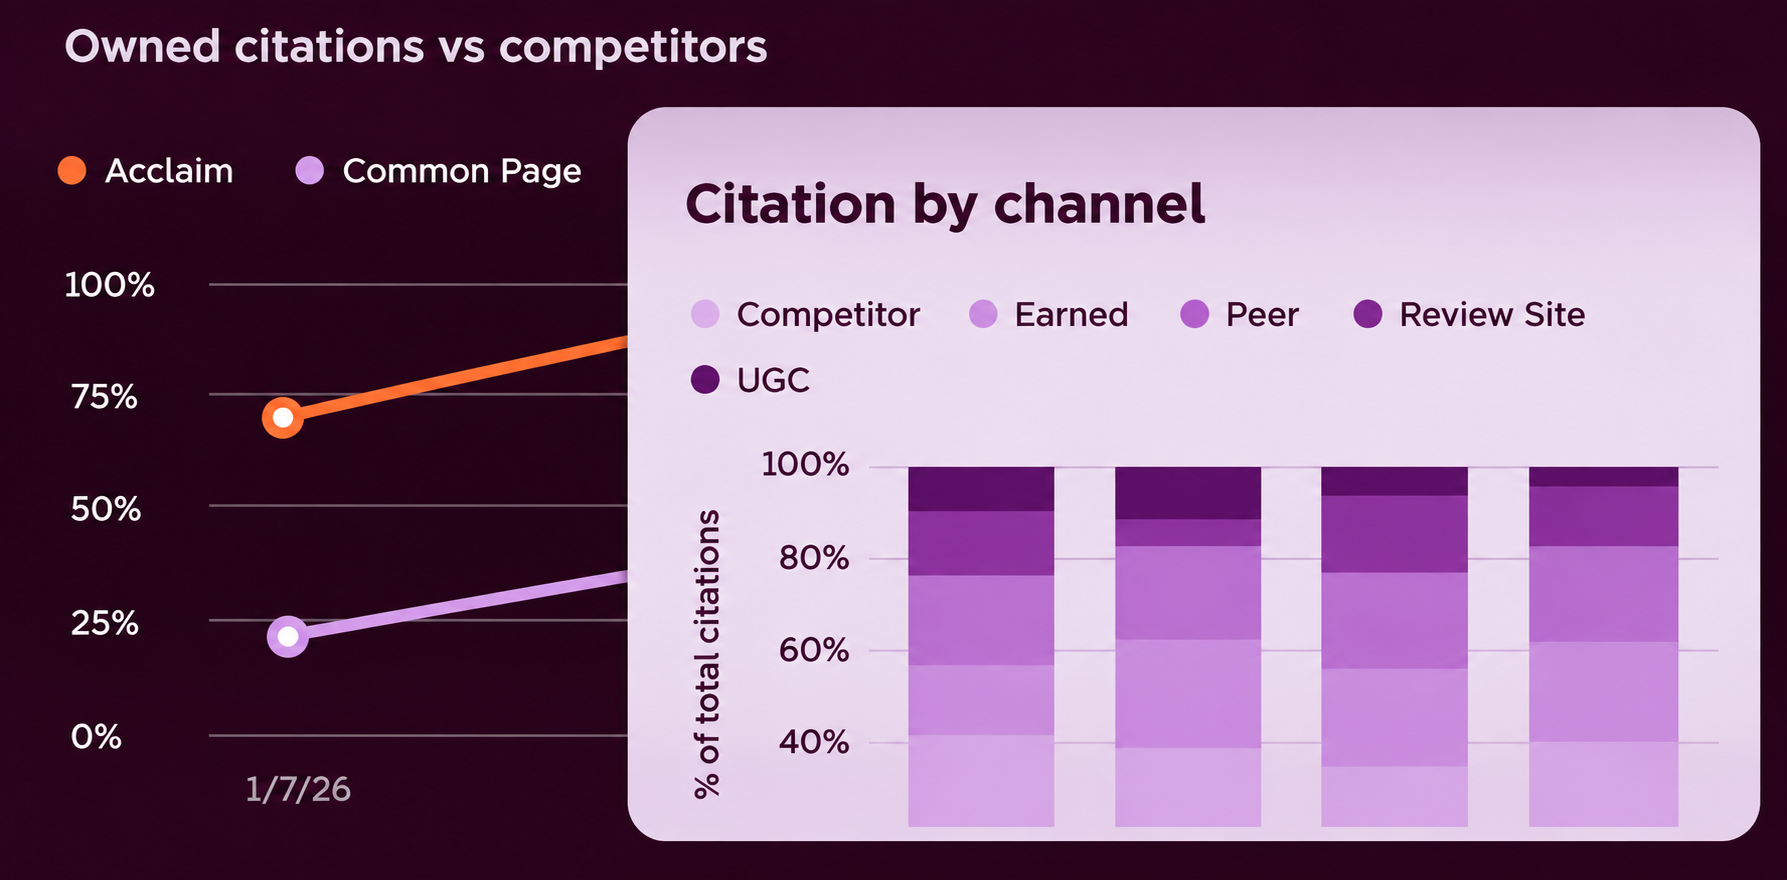 Owned citations vs competitors
Acclaim
Common Page
100%
75%
50%
25%
0%
1/7/26
Citation by channel
Competitor
Earned
Peer
Review Site
UGC
% of total citations
100%
80%
60%
40%